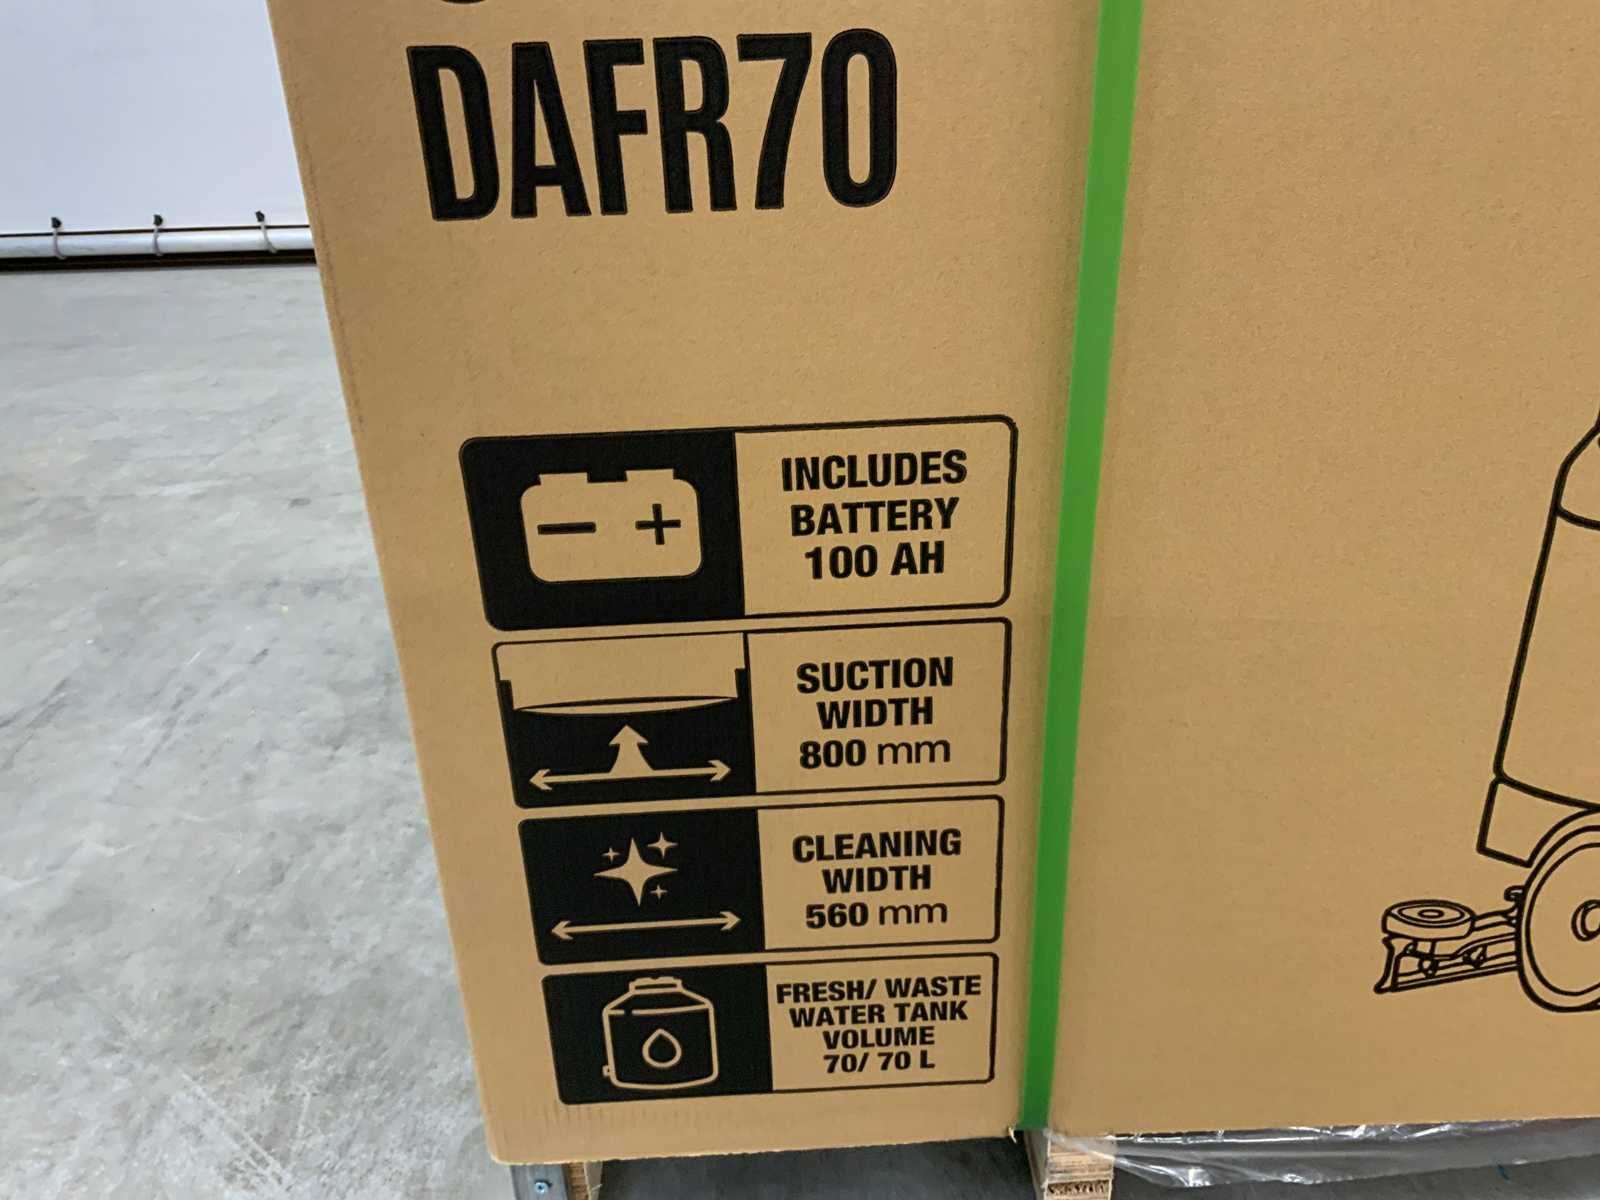 DAFR70
INCLUDES
BATTERY
100 AH
SUCTION
WIDTH
800 mm
CLEANING
WIDTH
560 mm
FRESH/ WASTE
WATER TANK
VOLUME
70/ 70 L